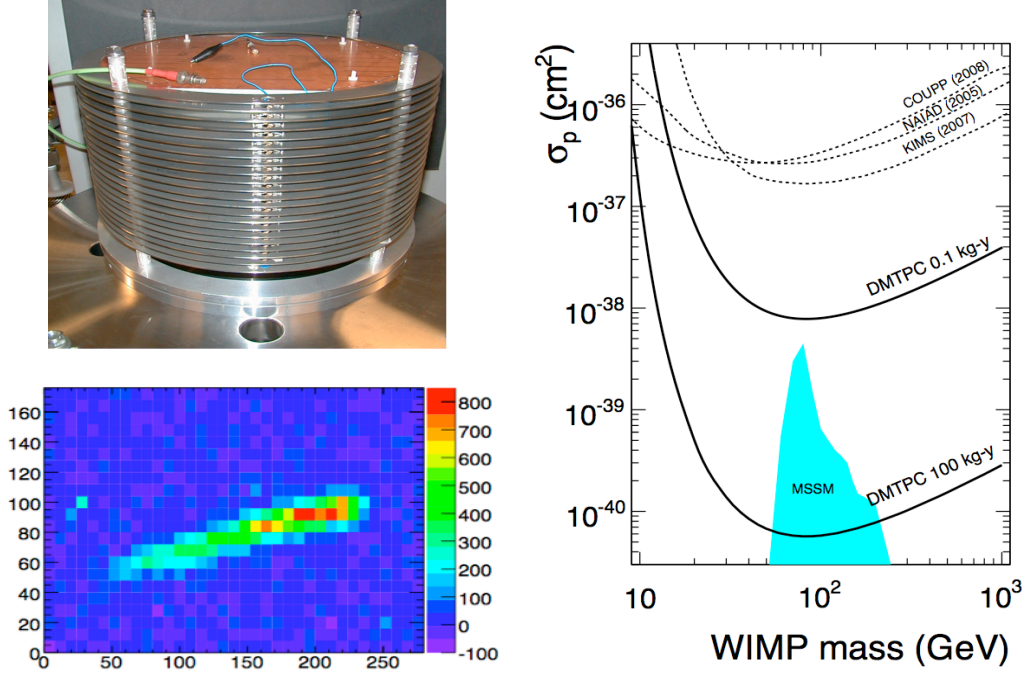 160
140
120
100
80
60
40
20
0
0 50 100 150 200 250
800
700
600
500
400
300
200
100
0
-100
σp (cm²)
10⁻³⁶
10⁻³⁷
10⁻³⁸
10⁻³⁹
10⁻⁴⁰
COUPP (2008)
NAIAD (2005)
KIMS (2007)
DMTPC 0.1 kg-y
MSSM
DMTPC 100 kg-y
10 10² 10³
WIMP mass (GeV)